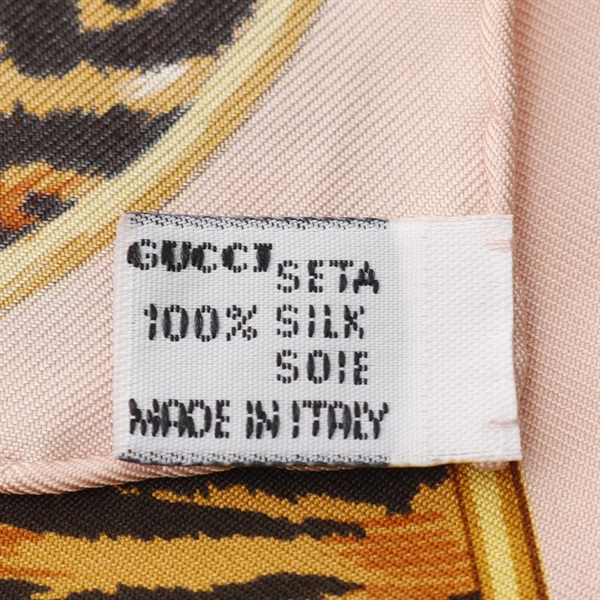 GUCCI
SETA
100% SILK
SOIE
MADE IN ITALY